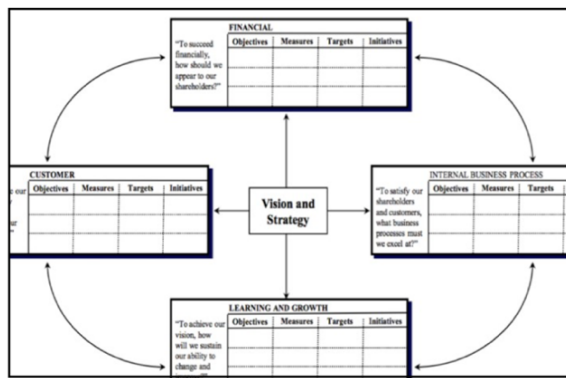 FINANCIAL
Objectives Measures Targets Initiatives
“To succeed
financially,
how should we
appear to our
shareholders?”
CUSTOMER
Objectives Measures Targets Initiatives
our
ur
”
Vision and
Strategy
INTERNAL BUSINESS PROCESS
Objectives Measures Targets
“To satisfy our
shareholders
and customers,
what business
processes must
we excel at?”
LEARNING AND GROWTH
Objectives Measures Targets Initiatives
“To achieve our
vision, how
will we sustain
our ability to
change and